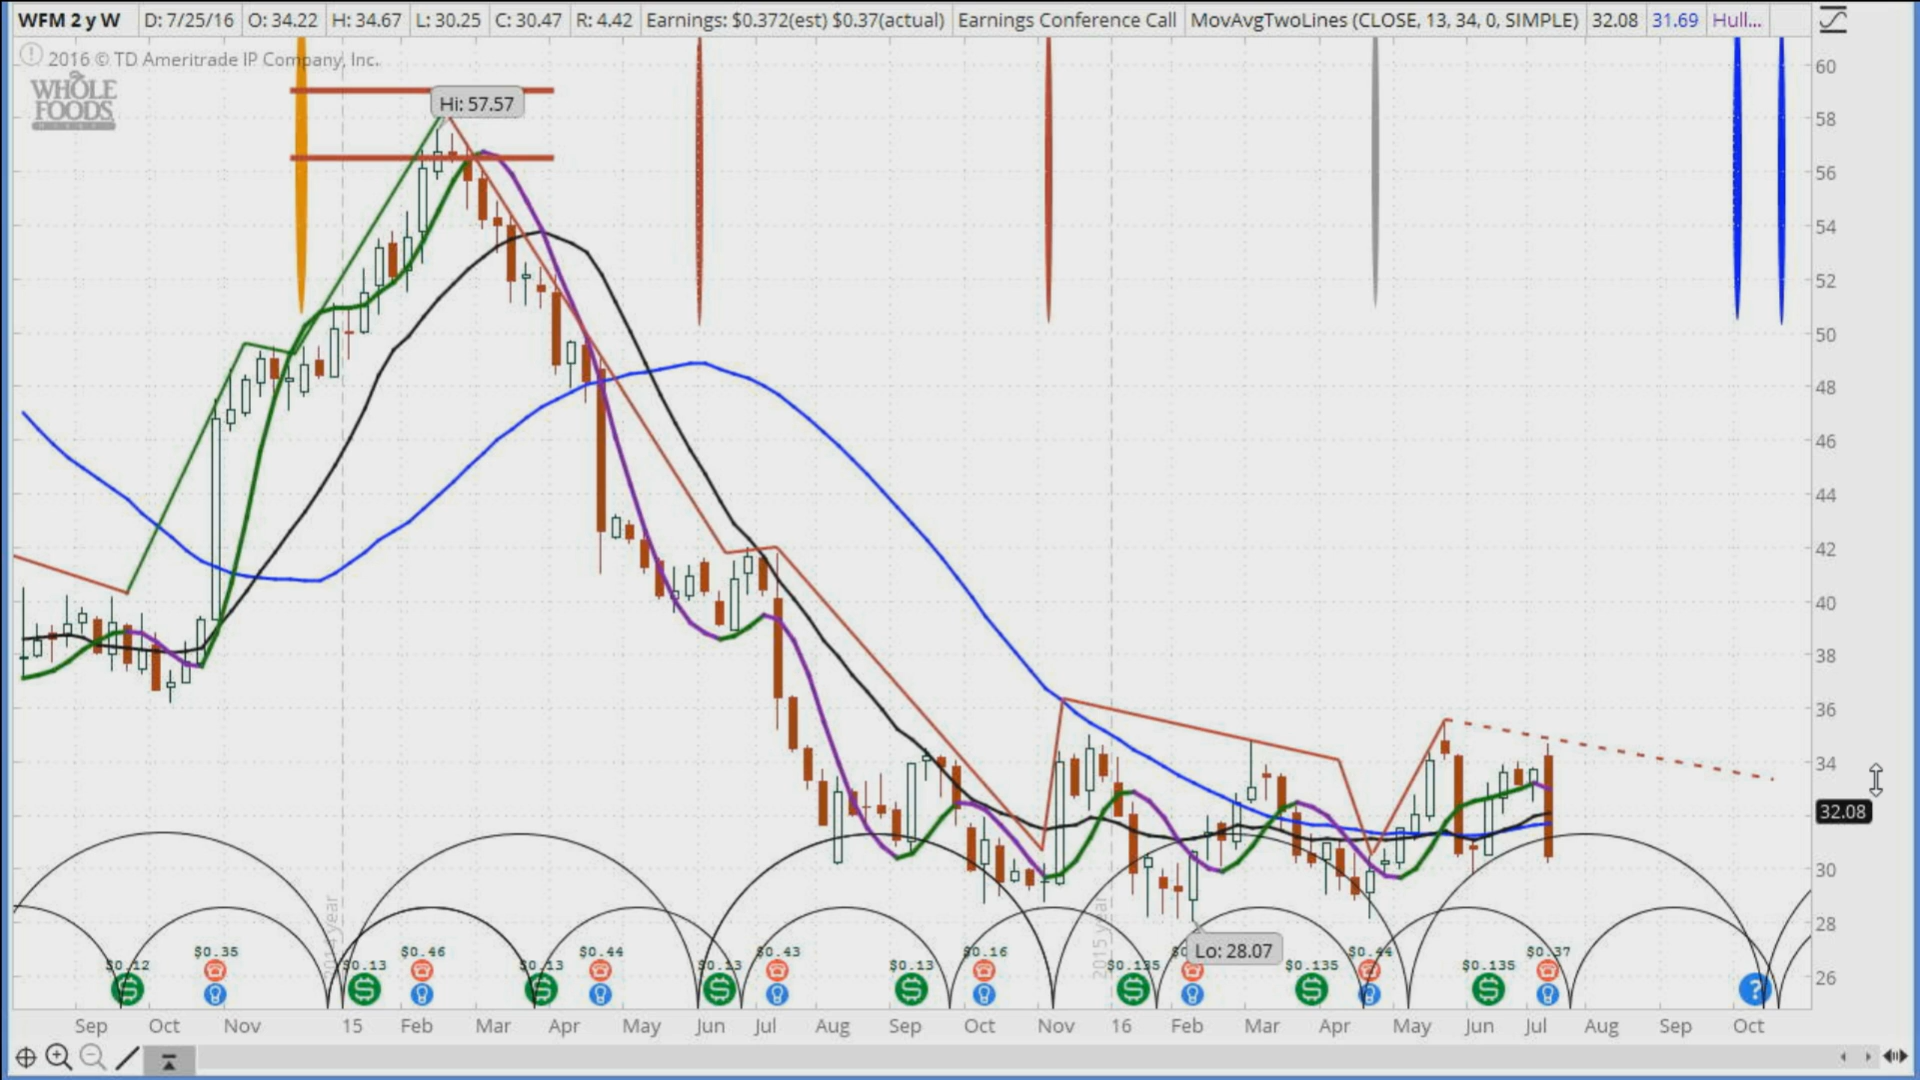 WFM 2 y W D: 7/25/16 O: 34.22 H: 34.67 L: 30.25 C: 30.47 R: 4.42 Earnings: $0.372(est) $0.37(actual) Earnings Conference Call MovAvgTwoLines (CLOSE, 13, 34, 0, SIMPLE) 32.08 31.69 Hull...
2016 © TD Ameritrade IP Company, Inc.
WHOLE
FOODS
MARKET
Hi: 57.57
60
58
56
54
52
50
48
46
44
42
40
38
36
34
32.08
30
28
26
2014 year
2015 year
Lo: 28.07
$0.35 $0.46 $0.44 $0.43 $0.16 $0.44 $0.37
$0.12 $0.13 $0.13 $0.13 $0.13 $0.135 $0.135 $0.135
$ $ $ $ $ $ $ $ ?
Sep Oct Nov 15 Feb Mar Apr May Jun Jul Aug Sep Oct Nov 16 Feb Mar Apr May Jun Jul Aug Sep Oct